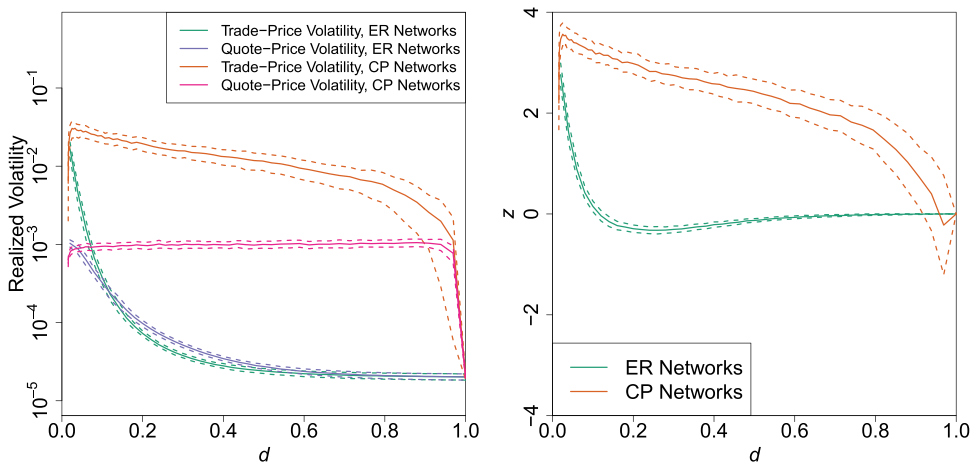 Trade−Price Volatility, ER Networks
Quote−Price Volatility, ER Networks
Trade−Price Volatility, CP Networks
Quote−Price Volatility, CP Networks
Realized Volatility
10−1
10−2
10−3
10−4
10−5
0.0 0.2 0.4 0.6 0.8 1.0
d
z
4
2
0
−2
−4
ER Networks
CP Networks
0.0 0.2 0.4 0.6 0.8 1.0
d